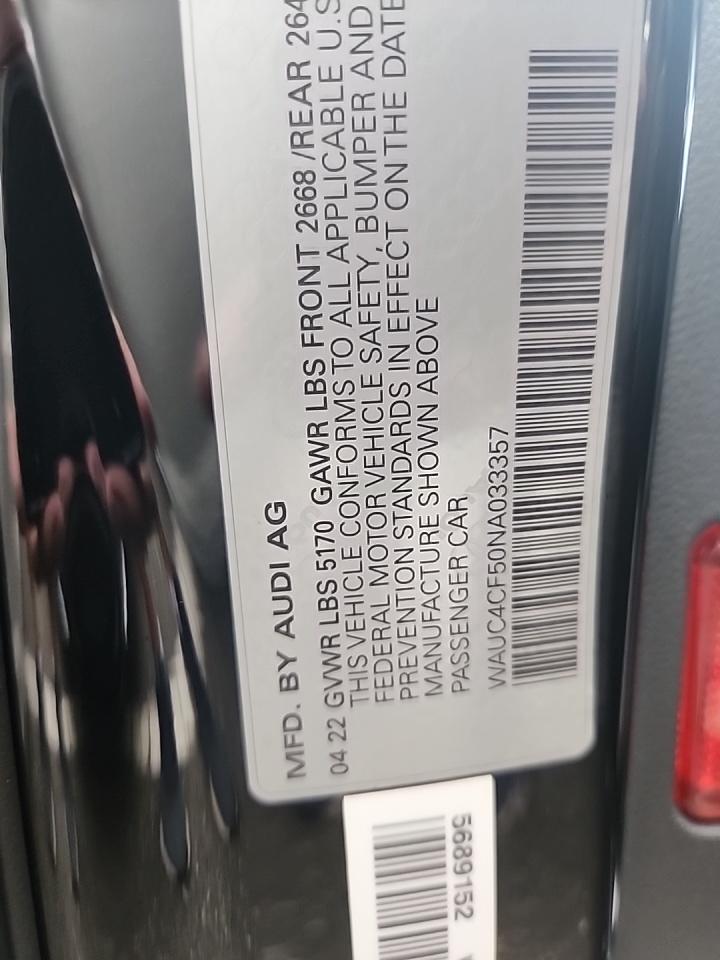 MFD. BY AUDI AG
04 22 GVWR LBS 5170 GAWR LBS FRONT 2668 /REAR 264
THIS VEHICLE CONFORMS TO ALL APPLICABLE U.S
FEDERAL MOTOR VEHICLE SAFETY, BUMPER AND
PREVENTION STANDARDS IN EFFECT ON THE DATE
MANUFACTURE SHOWN ABOVE
PASSENGER CAR
WAUC4CF50NA033357
5689152